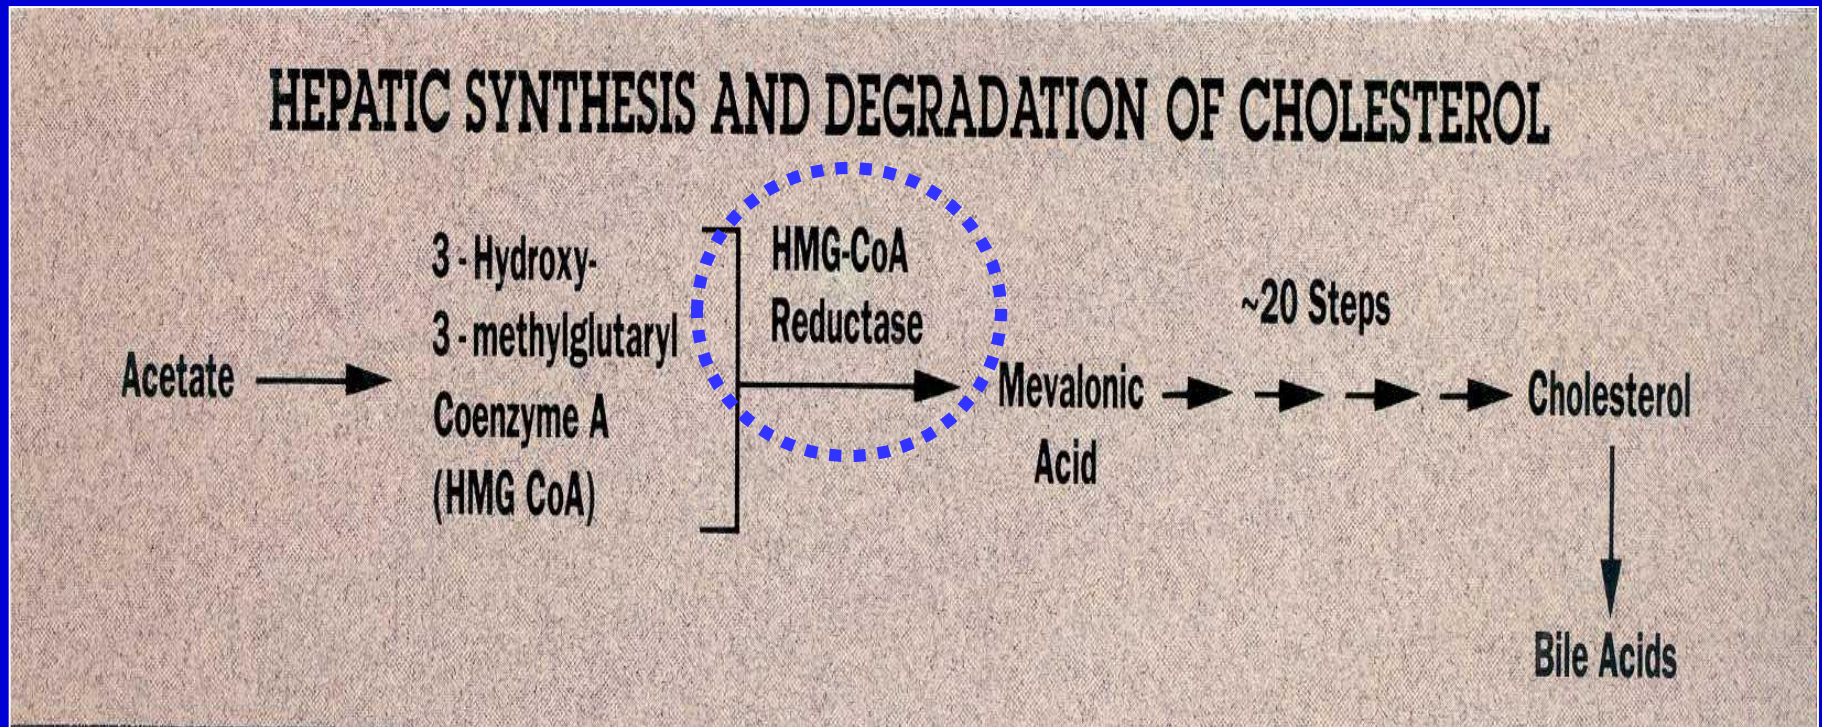 HEPATIC SYNTHESIS AND DEGRADATION OF CHOLESTEROL
Acetate
3-Hydroxy-
3-methylglutaryl
Coenzyme A
(HMG CoA)
HMG-CoA
Reductase
Mevalonic
Acid
~20 Steps
Cholesterol
Bile Acids